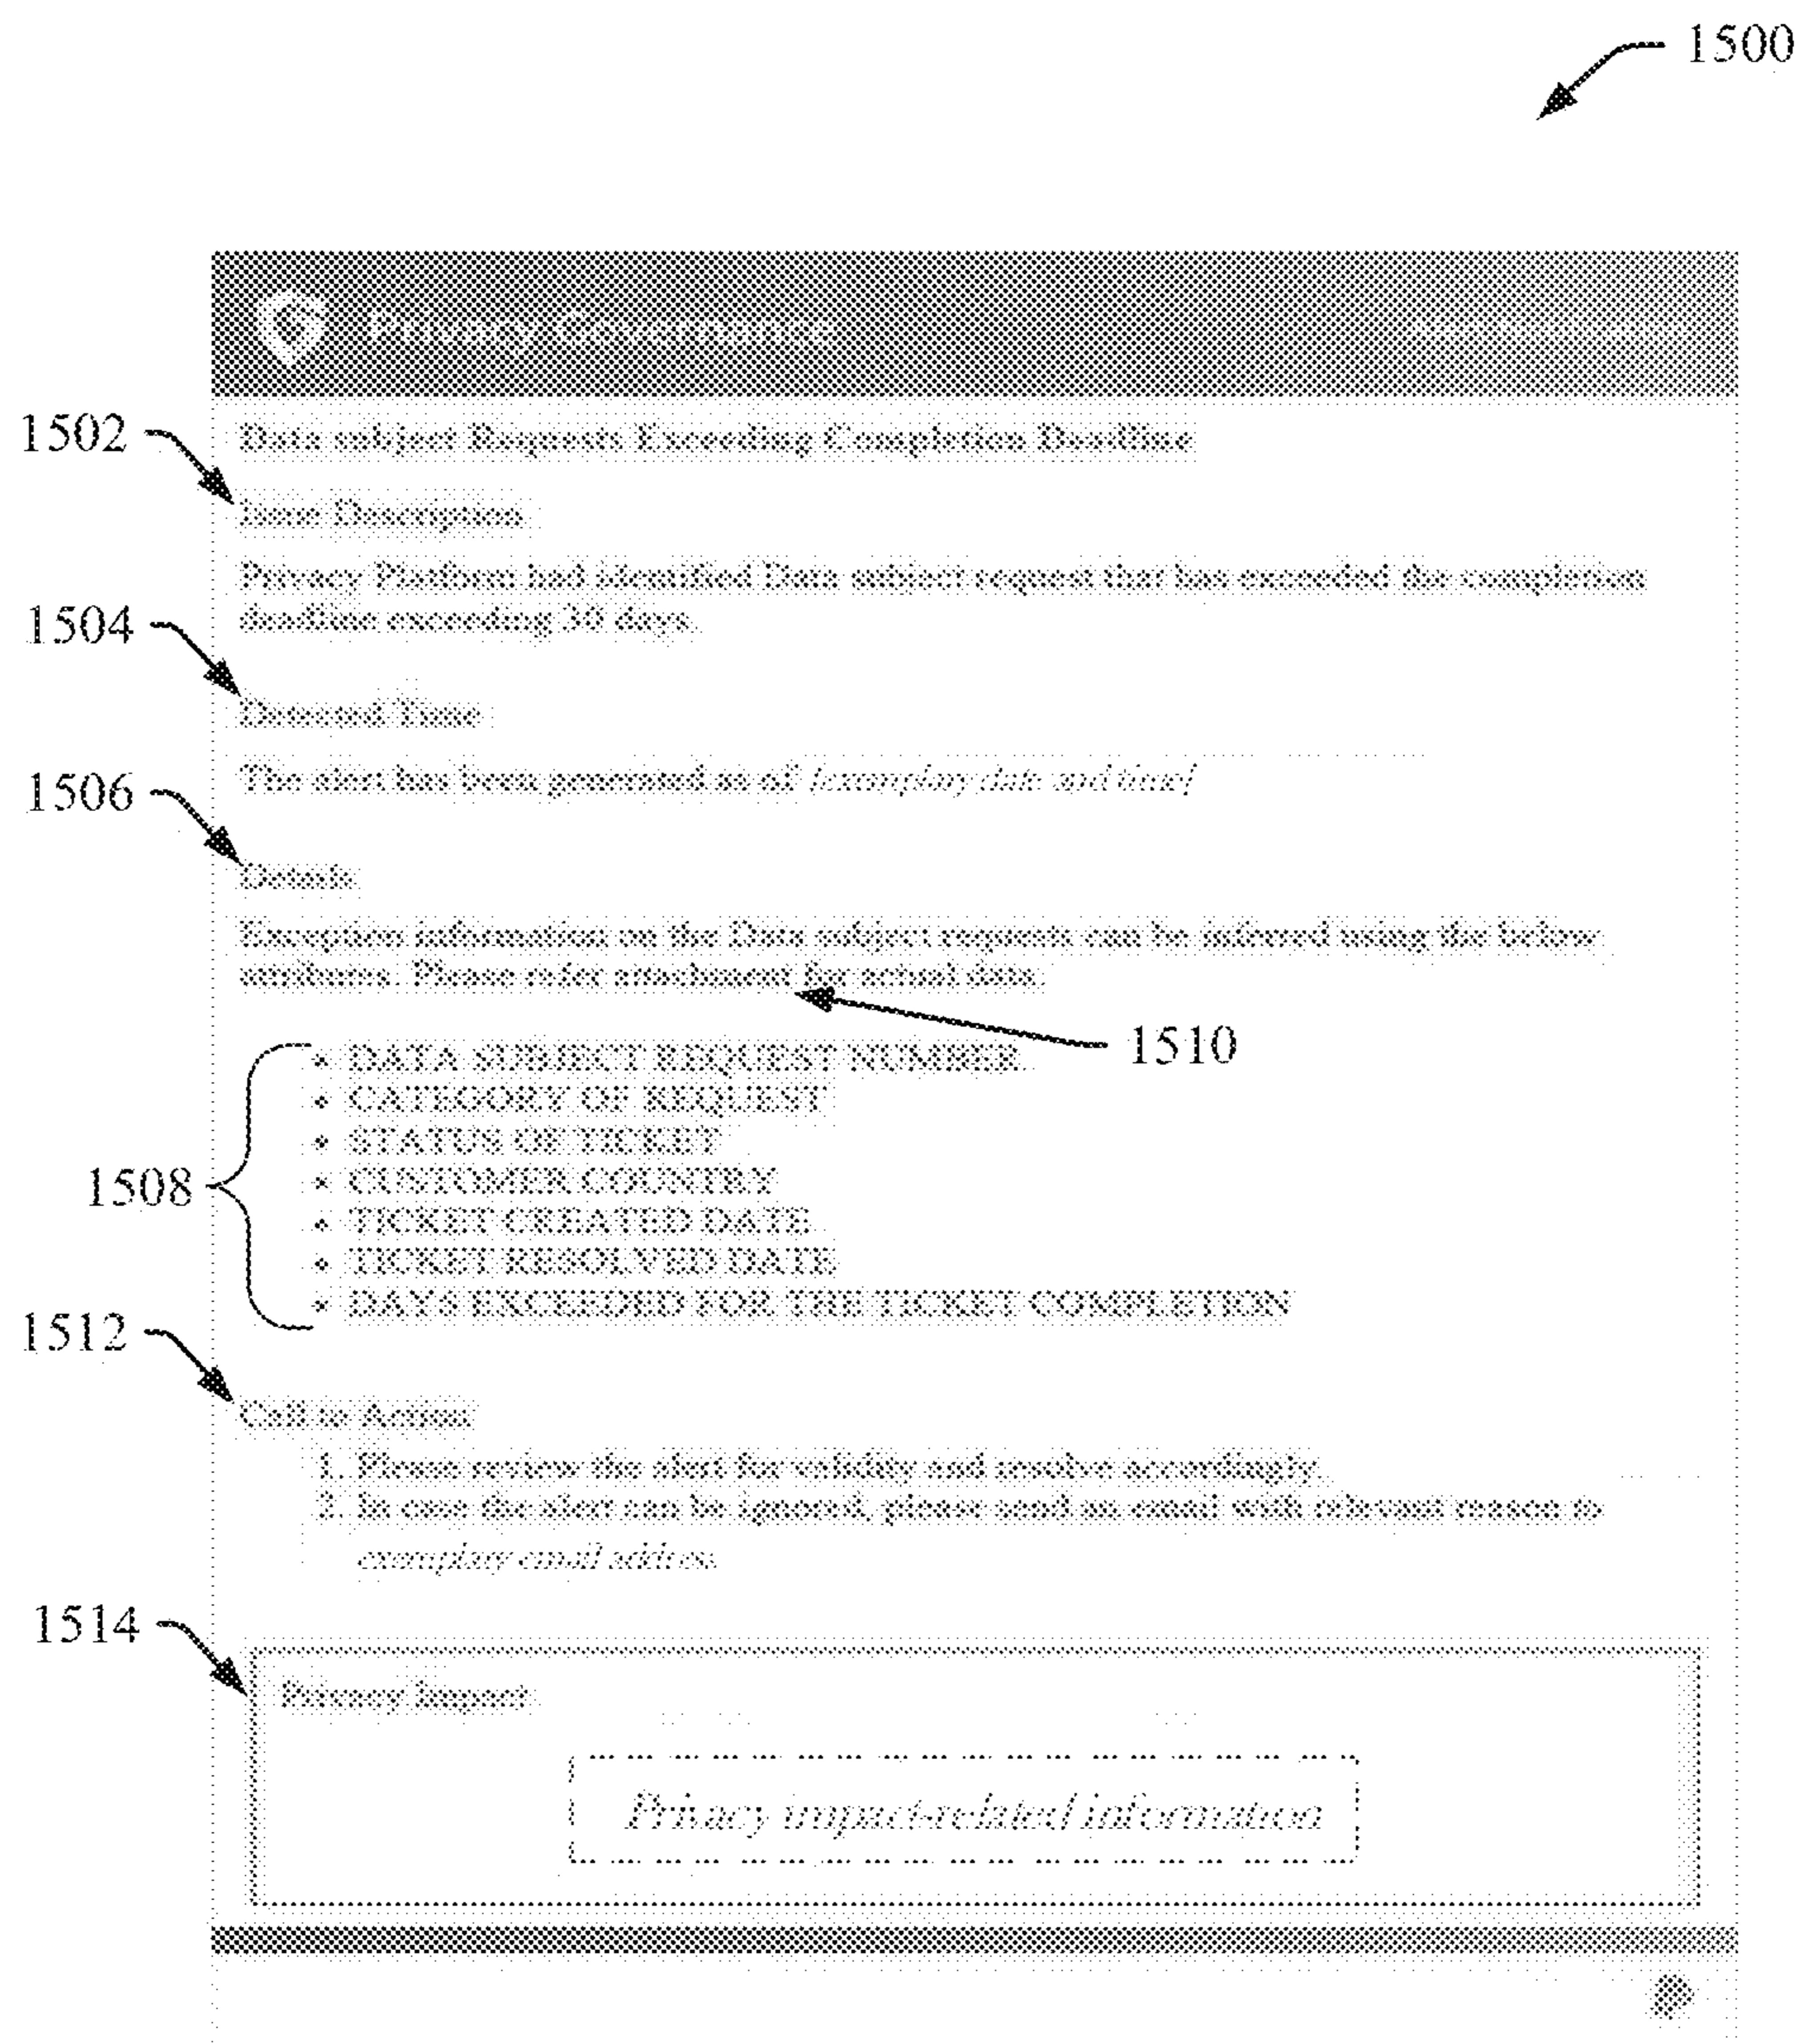 1500
Privacy Governance
1502
Data subject Requests Exceeding Completion Deadline
Issue Description
Privacy Platform had identified Data subject request that has exceeded the completion
deadline exceeding 30 days.
1504
Detected Time
The alert has been generated as of [exemplary date and time]
1506
Details
Exception information on the Data subject requests can be inferred using the below
attributes. Please refer attachment for actual data.
1510
1508
• DATA SUBJECT REQUEST NUMBER
• CATEGORY OF REQUEST
• STATUS OF TICKET
• CUSTOMER COUNTRY
• TICKET CREATED DATE
• TICKET RESOLVED DATE
• DAYS EXCEEDED FOR THE TICKET COMPLETION
1512
Call to Action
1. Please review the alert for validity and resolve accordingly.
2. In case the alert can be ignored, please send an email with relevant reason to
exemplary email address
1514
Privacy Impact
Privacy impact-related information